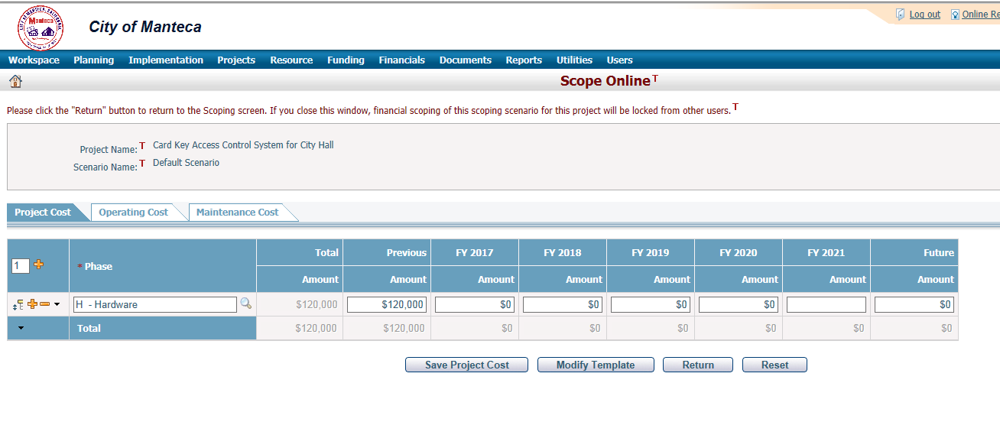 Manteca
City of Manteca
Log out Online Re
Workspace Planning Implementation Projects Resource Funding Financials Documents Reports Utilities Users
Scope Online T
Please click the "Return" button to return to the Scoping screen. If you close this window, financial scoping of this scoping scenario for this project will be locked from other users. T
Project Name: T Card Key Access Control System for City Hall
Scenario Name: T Default Scenario
Project Cost Operating Cost Maintenance Cost
Total Previous FY 2017 FY 2018 FY 2019 FY 2020 FY 2021 Future
1 * Phase
Amount Amount Amount Amount Amount Amount Amount Amount
H - Hardware $120,000 $120,000 $0 $0 $0 $0 $0
Total $120,000 $120,000 $0 $0 $0 $0 $0 $0
Save Project Cost Modify Template Return Reset